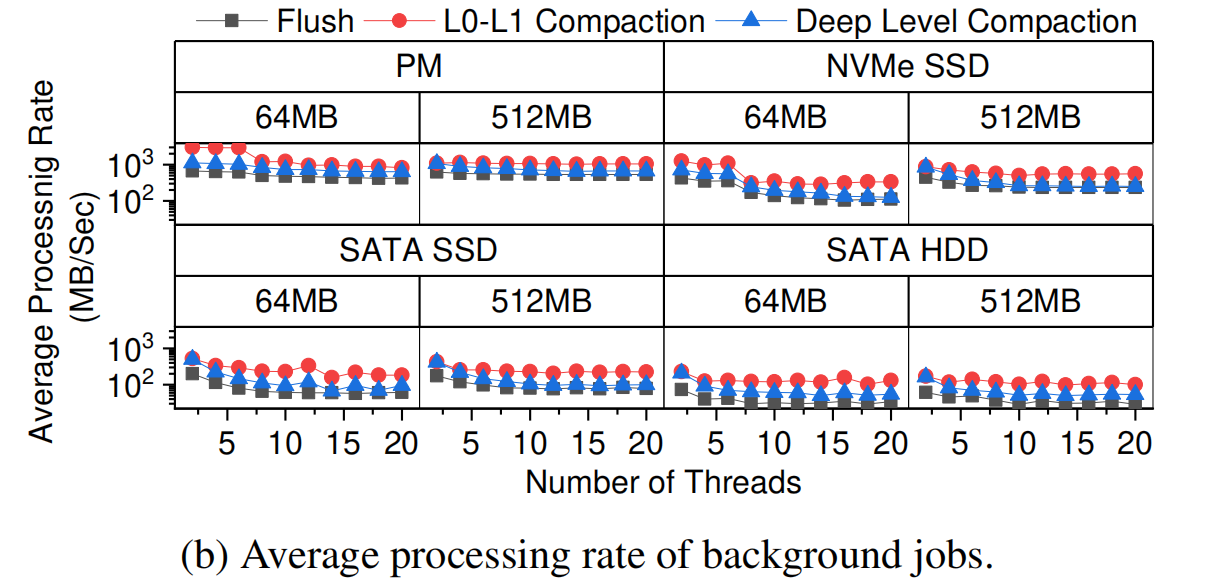 Flush L0-L1 Compaction Deep Level Compaction
PM NVMe SSD
64MB 512MB 64MB 512MB
Average Processnig Rate
(MB/Sec)
10³
10²
SATA SSD SATA HDD
64MB 512MB 64MB 512MB
10³
10²
5 10 15 20 5 10 15 20 5 10 15 20 5 10 15 20
Number of Threads
(b) Average processing rate of background jobs.